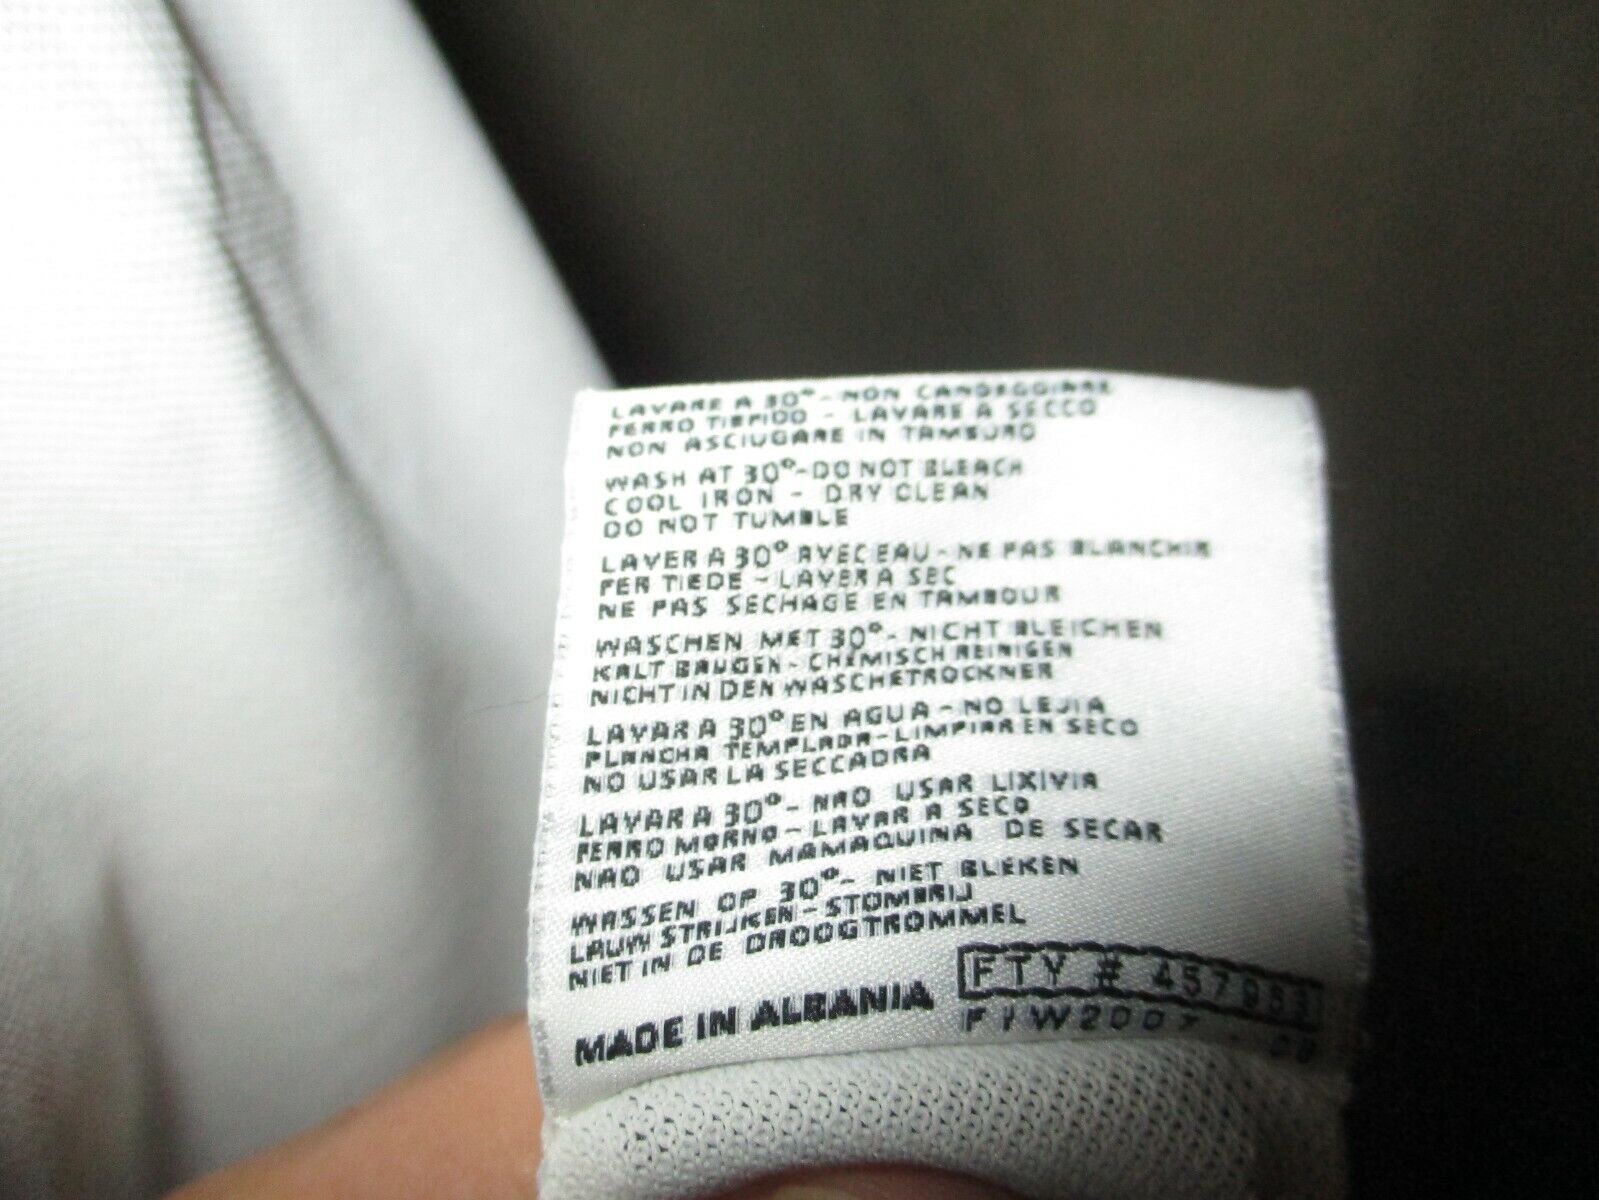 LAVARE A 30°-NON CANDEGGIARE
FERRO TIEPIDO - LAVARE A SECCO
NON ASCIUGARE IN TAMBURO
WASH AT 30°-DO NOT BLEACH
COOL IRON - DRY CLEAN
DO NOT TUMBLE
LAVER A 30° AVEC EAU - NE PAS BLANCHIR
FER TIEDE - LAVER A SEC
NE PAS SECHAGE EN TAMBOUR
WASCHEN MET 30°- NICHT BLEICHEN
KALT BAUGEN - CHEMISCH REINIGEN
NICHT IN DEN WASCHETROCKNER
LAVAR A 30° EN AGUA - NO LEJIA
PLANCHA TEMPLADA-LIMPIAR EN SECO
NO USAR LA SECCADRA
LAVAR A 30°- NAO USAR LIXIVIA
FERRO MORNO - LAVAR A SECO
NAO USAR MAMAQUINA DE SECAR
WASSEN OP 30°- NIET BLEKEN
LAUW STRIJKEN - STOMBRIJ
NIET IN DE DROOGTROMMEL
FTY # 457983
MADE IN ALBANIA
F/W2007